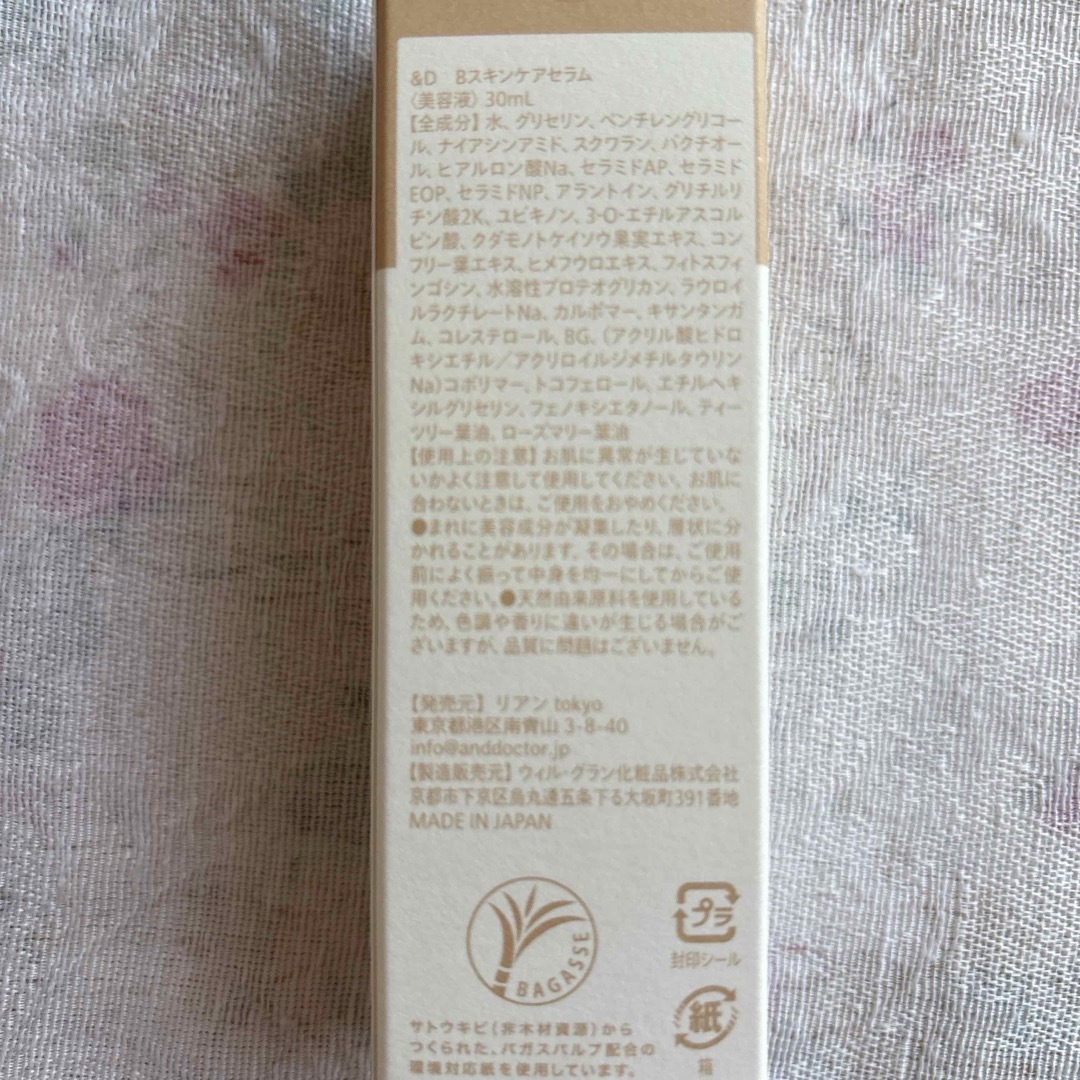 &D　Bスキンケアセラム
〈美容液〉30mL
【全成分】水、グリセリン、ペンチレングリコー
ル、ナイアシンアミド、スクワラン、バクチオー
ル、ヒアルロン酸Na、セラミドAP、セラミド
EOP、セラミドNP、アラントイン、グリチルリ
チン酸2K、ユビキノン、3-O-エチルアスコル
ビン酸、クダモノトケイソウ果実エキス、コン
フリー葉エキス、ヒメフウロエキス、フィトスフィ
ンゴシン、水溶性プロテオグリカン、ラウロイ
ルラクチレートNa、カルボマー、キサンタンガ
ム、コレステロール、BG、（アクリル酸ヒドロ
キシエチル／アクリロイルジメチルタウリン
Na）コポリマー、トコフェロール、エチルヘキ
シルグリセリン、フェノキシエタノール、ティー
ツリー葉油、ローズマリー葉油
【使用上の注意】お肌に異常が生じていな
いかよく注意して使用してください。お肌に
合わないときは、ご使用をおやめください。
●まれに美容成分が凝集したり、層状に分
かれることがあります。その場合は、ご使用
前によく振って中身を均一にしてからご使
用ください。●天然由来原料を使用している
ため、色調や香りに違いが生じる場合がご
ざいますが、品質に問題はございません。
【発売元】リアン tokyo
東京都港区南青山 3-8-40
info@anddoctor.jp
【製造販売元】ウィル・グラン化粧品株式会社
京都市下京区烏丸通五条下る大坂町391番地
MADE IN JAPAN
BAGASSE
プラ
封印シール
紙
箱
サトウキビ（非木材資源）から
つくられた、バガスパルプ配合の
環境対応紙を使用しています。